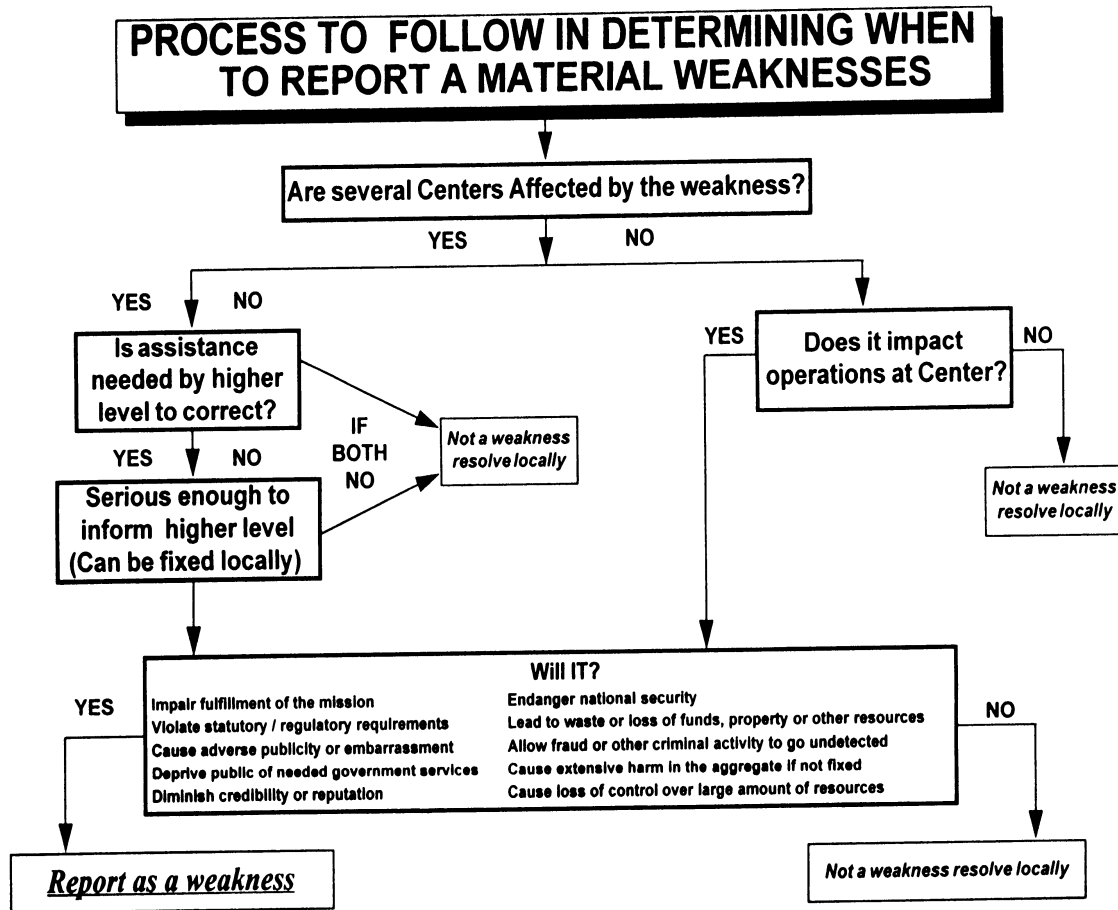 PROCESS TO FOLLOW IN DETERMINING WHEN
TO REPORT A MATERIAL WEAKNESSES
Are several Centers Affected by the weakness?
YES NO
YES NO
Is assistance
needed by higher
level to correct?
YES NO
Does it impact
operations at Center?
IF
BOTH
NO
Not a weakness
resolve locally
YES NO
Serious enough to
inform higher level
(Can be fixed locally)
Not a weakness
resolve locally
Will IT?
YES NO
Impair fulfillment of the mission
Violate statutory / regulatory requirements
Cause adverse publicity or embarrassment
Deprive public of needed government services
Diminish credibility or reputation
Endanger national security
Lead to waste or loss of funds, property or other resources
Allow fraud or other criminal activity to go undetected
Cause extensive harm in the aggregate if not fixed
Cause loss of control over large amount of resources
Report as a weakness
Not a weakness resolve locally